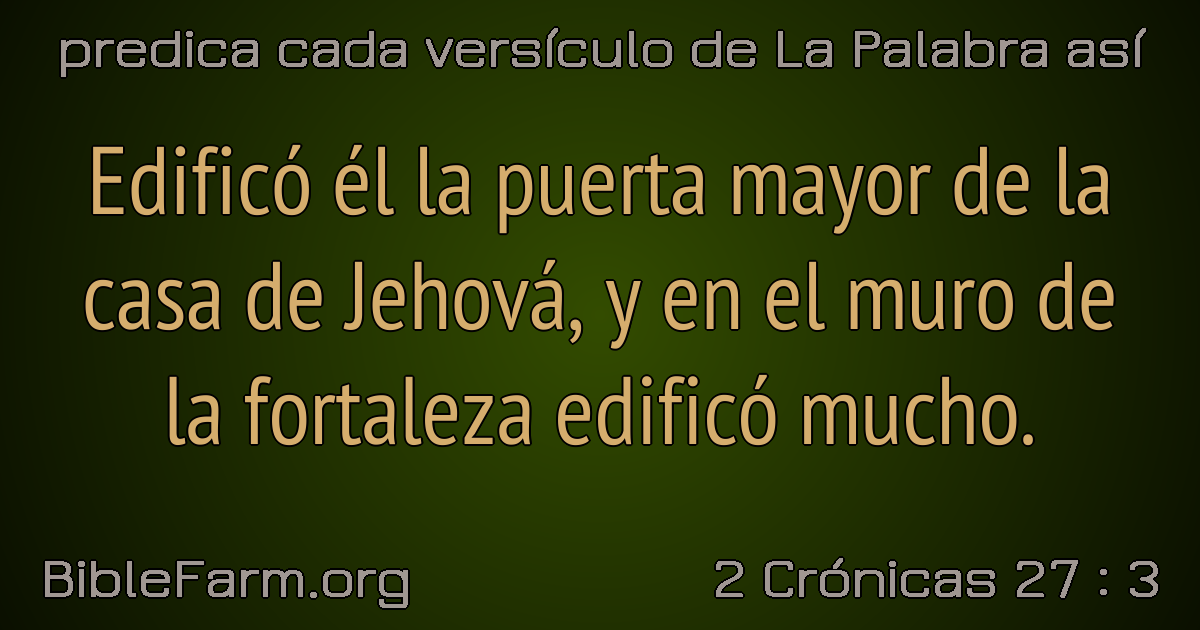 predica cada versículo de La Palabra así
Edificó él la puerta mayor de la
casa de Jehová, y en el muro de
la fortaleza edificó mucho.
BibleFarm.org
2 Crónicas 27 : 3